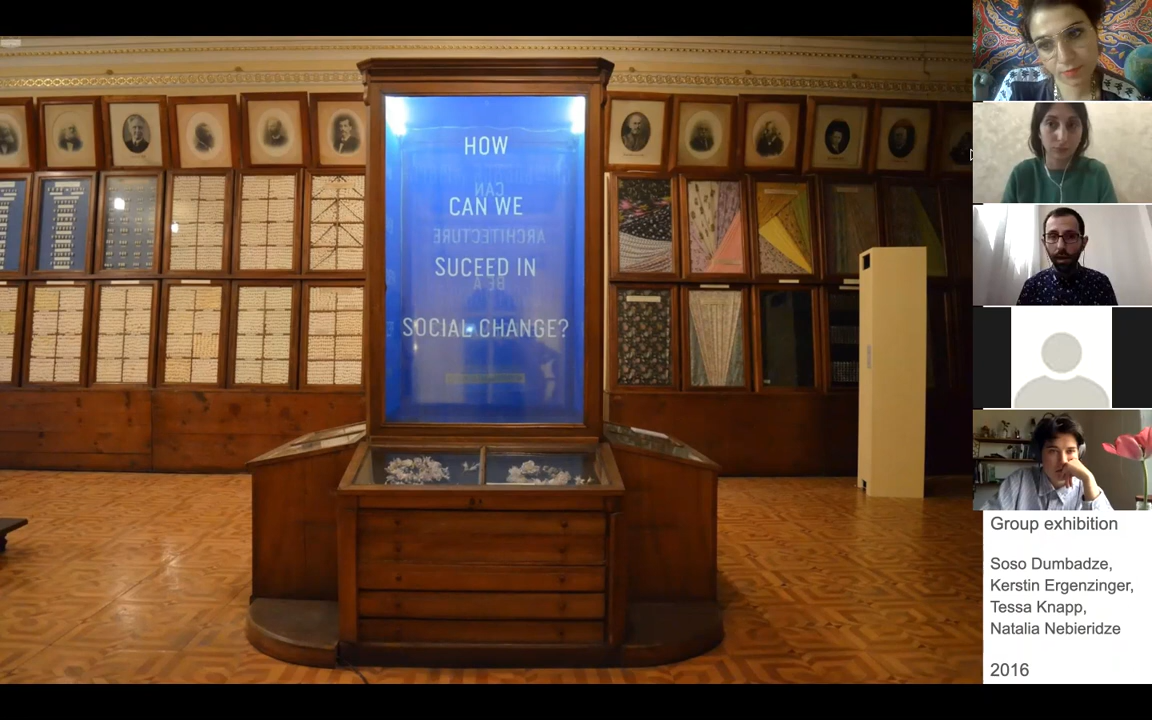 HOW
CAN
CAN WE
ARCHITECTURE
SUCEED IN
BE A
SOCIAL CHANGE?
Group exhibition
Soso Dumbadze,
Kerstin Ergenzinger,
Tessa Knapp,
Natalia Nebieridze
2016